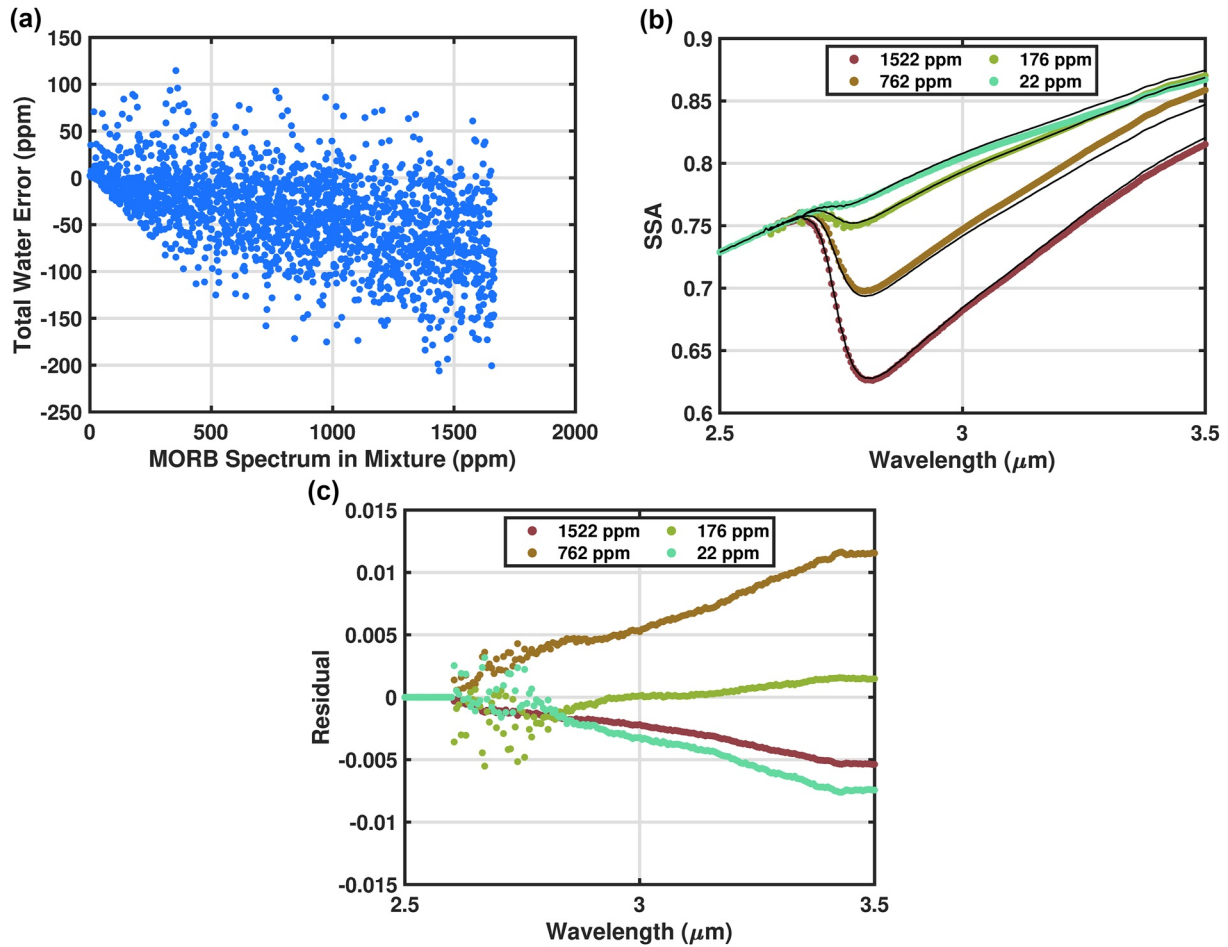 (a)
150
100
50
0
-50
-100
-150
-200
-250
Total Water Error (ppm)
0 500 1000 1500 2000
MORB Spectrum in Mixture (ppm)
(b)
1522 ppm 176 ppm
762 ppm 22 ppm
0.9
0.85
0.8
0.75
0.7
0.65
0.6
SSA
2.5 3 3.5
Wavelength (μm)
(c)
1522 ppm 176 ppm
762 ppm 22 ppm
0.015
0.01
0.005
0
-0.005
-0.01
-0.015
Residual
2.5 3 3.5
Wavelength (μm)